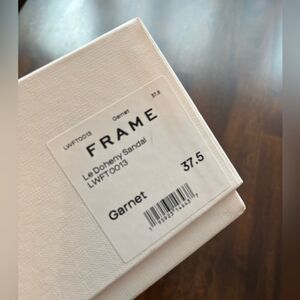 LWFT0013 Garnet 37.5
FRAME
Le Doheny Sandal /
LWFT0013
Garnet 37.5